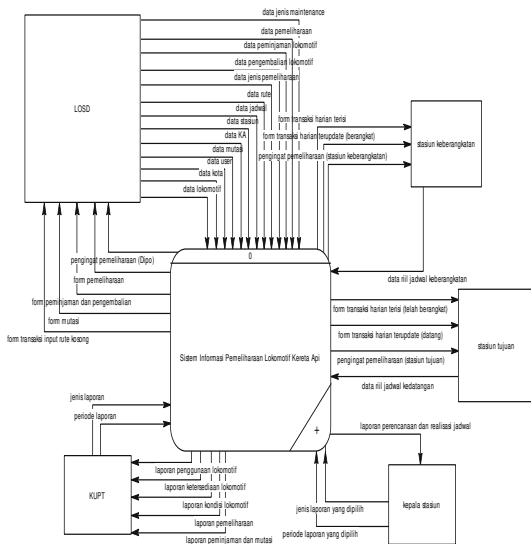 data jenis maintenance
data pemeliharaan
data peminjaman lokomotif
data pengembalian lokomotif
data jenis pemeliharaan
data rute
data jadwal
data stasiun
data KA
data mutasi
data user
data kota
data lokomotif
LOSD
form transaksi harian terisi
form transaksi harian terupdate (berangkat)
pengingat pemeliharaan (stasiun keberangkatan)
stasiun keberangkatan
data riil jadwal keberangkatan
pengingat pemeliharaan (Dipo)
form pemeliharaan
form peminjaman dan pengembalian
form mutasi
form transaksi input rute kosong
0
Sistem Informasi Pemeliharaan Lokomotif Kereta Api
+
form transaksi harian terisi (telah berangkat)
form transaksi harian terupdate (datang)
pengingat pemeliharaan (stasiun tujuan)
data riil jadwal kedatangan
stasiun tujuan
jenis laporan
periode laporan
KUPT
laporan penggunaan lokomotif
laporan ketersediaan lokomotif
laporan kondisi lokomotif
laporan pemeliharaan
laporan peminjaman dan mutasi
laporan perencanaan dan realisasi jadwal
jenis laporan yang dipilih
periode laporan yang dipilih
kepala stasiun